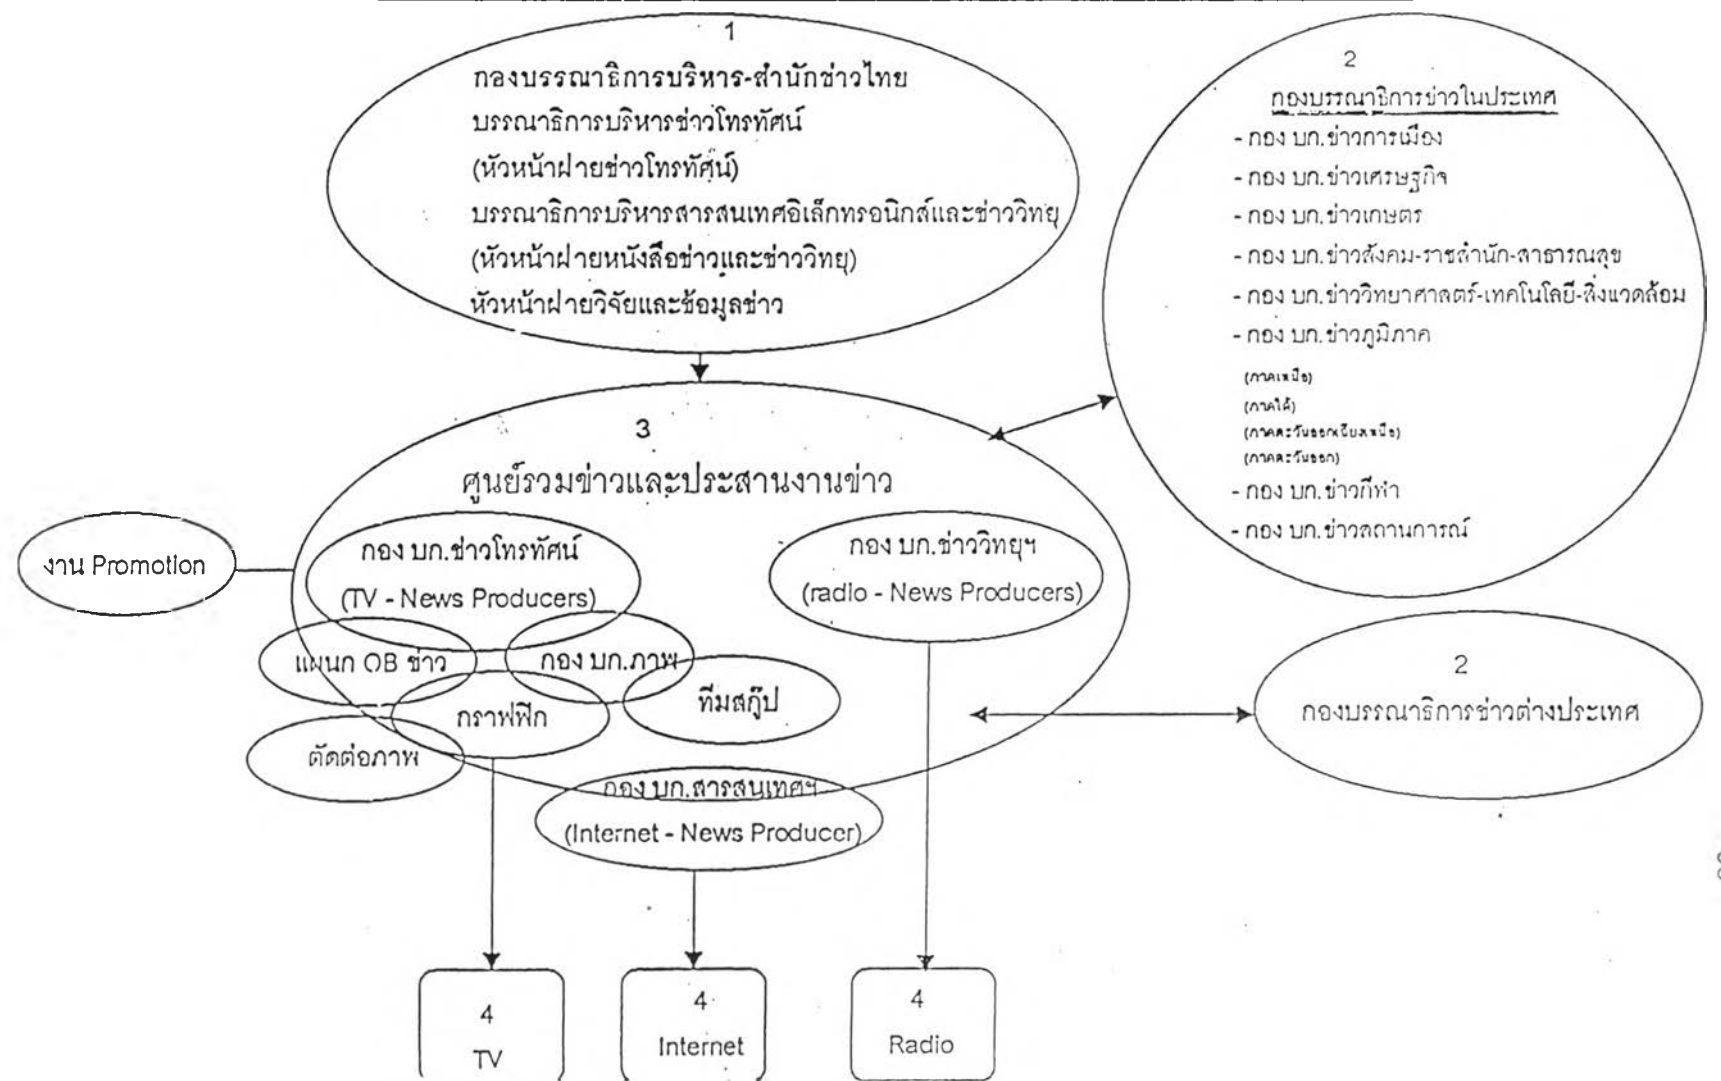 1
กองบรรณาธิการบริหาร-สำนักข่าวไทย
บรรณาธิการบริหารข่าวโทรทัศน์
(หัวหน้าฝ่ายข่าวโทรทัศน์)
บรรณาธิการบริหารสารสนเทศอิเล็กทรอนิกส์และข่าววิทยุ
(หัวหน้าฝ่ายหนังสือข่าวและข่าววิทยุ)
หัวหน้าฝ่ายวิจัยและข้อมูลข่าว
2
กองบรรณาธิการข่าวในประเทศ
- กอง บก.ข่าวการเมือง
- กอง บก.ข่าวเศรษฐกิจ
- กอง บก.ข่าวเกษตร
- กอง บก.ข่าวสังคม-ราชสำนัก-สาธารณสุข
- กอง บก.ข่าววิทยาศาสตร์-เทคโนโลยี-สิ่งแวดล้อม
- กอง บก.ข่าวภูมิภาค
(ภาคเหนือ)
(ภาคใต้)
(ภาคตะวันออกเฉียงเหนือ)
(ภาคตะวันออก)
- กอง บก.ข่าวกีฬา
- กอง บก.ข่าวสถานการณ์
3
ศูนย์รวมข่าวและประสานงานข่าว
งาน Promotion
กอง บก.ข่าวโทรทัศน์
(TV - News Producers)
กอง บก.ข่าววิทยุฯ
(radio - News Producers)
แผนก OB ข่าว
กอง บก.ภาพ
ทีมสกู๊ป
กราฟฟิก
ตัดต่อภาพ
2
กองบรรณาธิการข่าวต่างประเทศ
กอง บก.สารสนเทศฯ
(Internet - News Producer)
4
TV
4
Internet
4
Radio